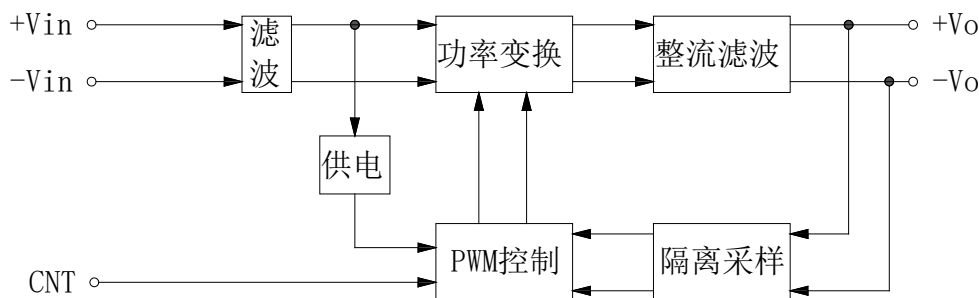 +Vin
滤波
功率变换
整流滤波
+Vo
-Vin
-Vo
供电
PWM控制
隔离采样
CNT